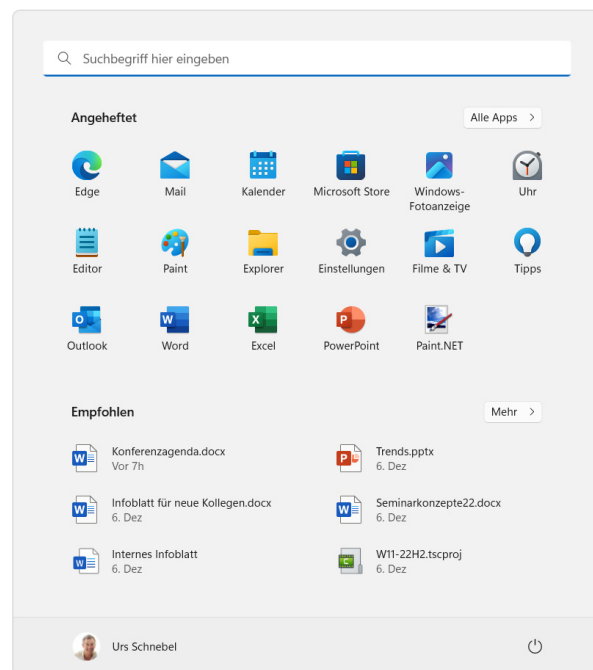 Suchbegriff hier eingeben
Angeheftet
Alle Apps
Edge
Mail
Kalender
Microsoft Store
Windows-
Fotoanzeige
Uhr
Editor
Paint
Explorer
Einstellungen
Filme & TV
Tipps
Outlook
Word
Excel
PowerPoint
Paint.NET
Empfohlen
Mehr
Konferenzagenda.docx
Vor 7h
Trends.pptx
6. Dez
Infoblatt für neue Kollegen.docx
6. Dez
Seminarkonzepte22.docx
6. Dez
Internes Infoblatt
6. Dez
W11-22H2.tscproj
6. Dez
Urs Schnebel